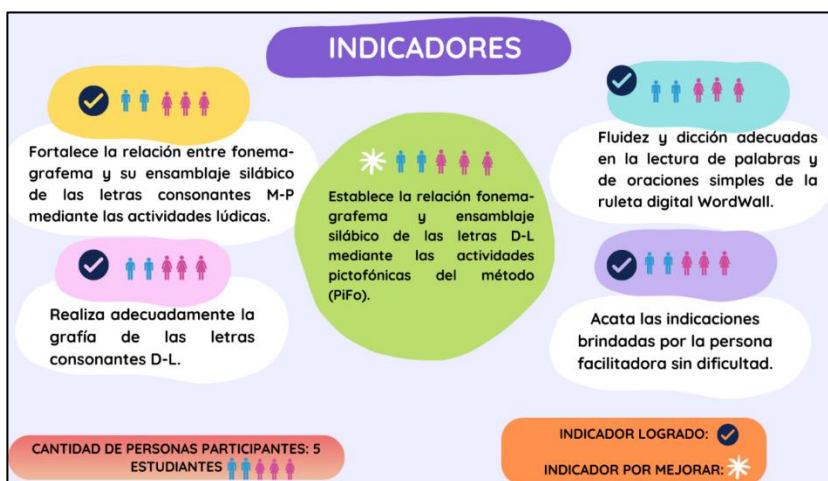 INDICADORES
Fortalece la relación entre fonema-
grafema y su ensamblaje silábico
de las letras consonantes M-P
mediante las actividades lúdicas.
Realiza adecuadamente la
grafía de las letras
consonantes D-L.
Establece la relación fonema-
grafema y ensamblaje
silábico de las letras D-L
mediante las actividades
pictofónicas del método
(PiFo).
Fluidez y dicción adecuadas
en la lectura de palabras y
de oraciones simples de la
ruleta digital WordWall.
Acata las indicaciones
brindadas por la persona
facilitadora sin dificultad.
CANTIDAD DE PERSONAS PARTICIPANTES: 5
ESTUDIANTES
INDICADOR LOGRADO:
INDICADOR POR MEJORAR: